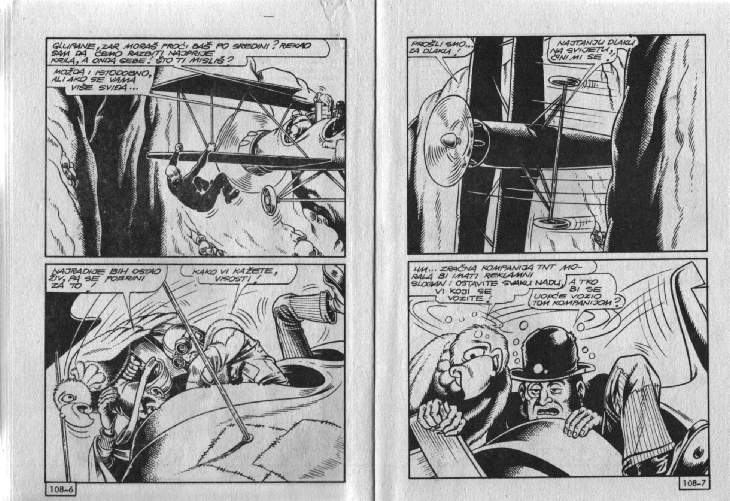 GLIPANE, ZAR MORAŠ PROĆI BAŠ PO SREDINI? REKAO
SAM DA ĆEMO RAZBITI NAJPRIJE
KRILA, A ONDA SEBE! ŠTO TI MISLIŠ?
MOŽDA I ISTODOBNO,
ALI AKO SE VAMA
VIŠE SVIĐA...
NAJRADIJE BIH OSTAO
ŽIV, PA SE POBRINI
ZA TO!
KAKO VI KAŽETE,
VISOSTI!
108-6
PROŠLI SMO...
ZA DLAKU!
NAJTANJU DLAKU
NA SVIJETU,
ČINI MI SE!
HM... ZRAČNA KOMPANIJA TNT MO-
RALA BI IMATI REKLAMNI
SLOGAN: OSTAVITE SVAKU NADU,
VI KOJI SE
VOZITE!
A TKO
BI SE
UOPĆE VOZIO
TOM KOMPANIJOM?
108-7